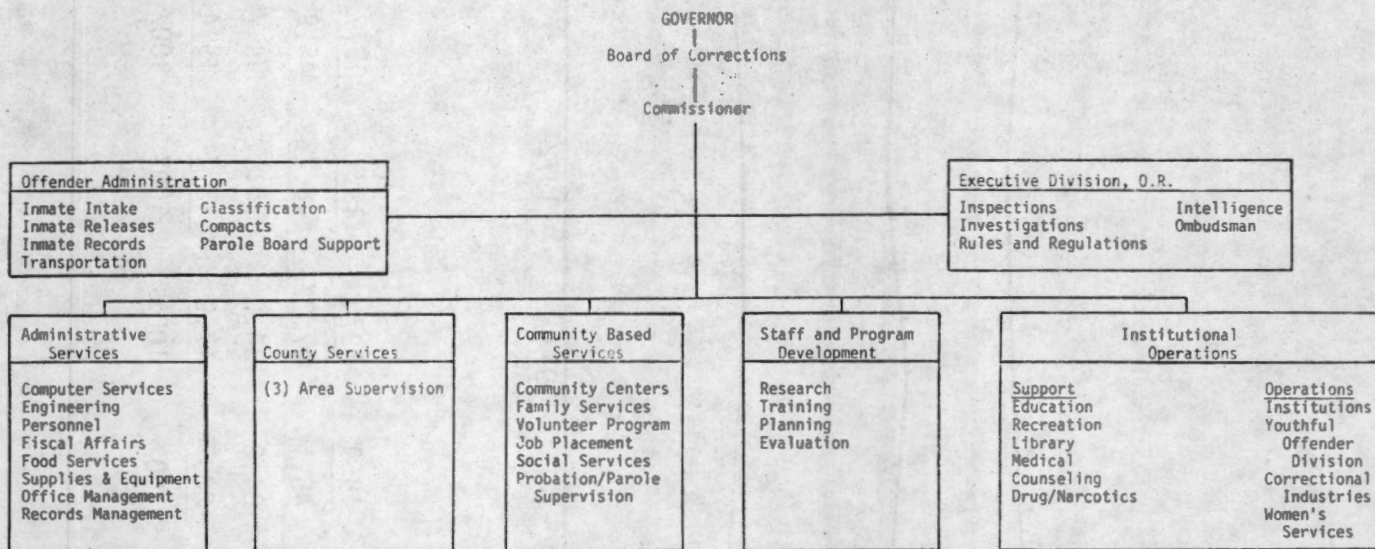 GOVERNOR
Board of Corrections
Commissioner
Offender Administration
Inmate Intake Classification
Inmate Releases Compacts
Inmate Records Parole Board Support
Transportation
Executive Division, O.R.
Inspections Intelligence
Investigations Ombudsman
Rules and Regulations
Administrative
Services
Computer Services
Engineering
Personnel
Fiscal Affairs
Food Services
Supplies & Equipment
Office Management
Records Management
County Services
(3) Area Supervision
Community Based
Services
Community Centers
Family Services
Volunteer Program
Job Placement
Social Services
Probation/Parole
Supervision
Staff and Program
Development
Research
Training
Planning
Evaluation
Institutional
Operations
Support
Education
Recreation
Library
Medical
Counseling
Drug/Narcotics
Operations
Institutions
Youthful
Offender
Division
Correctional
Industries
Women's
Services